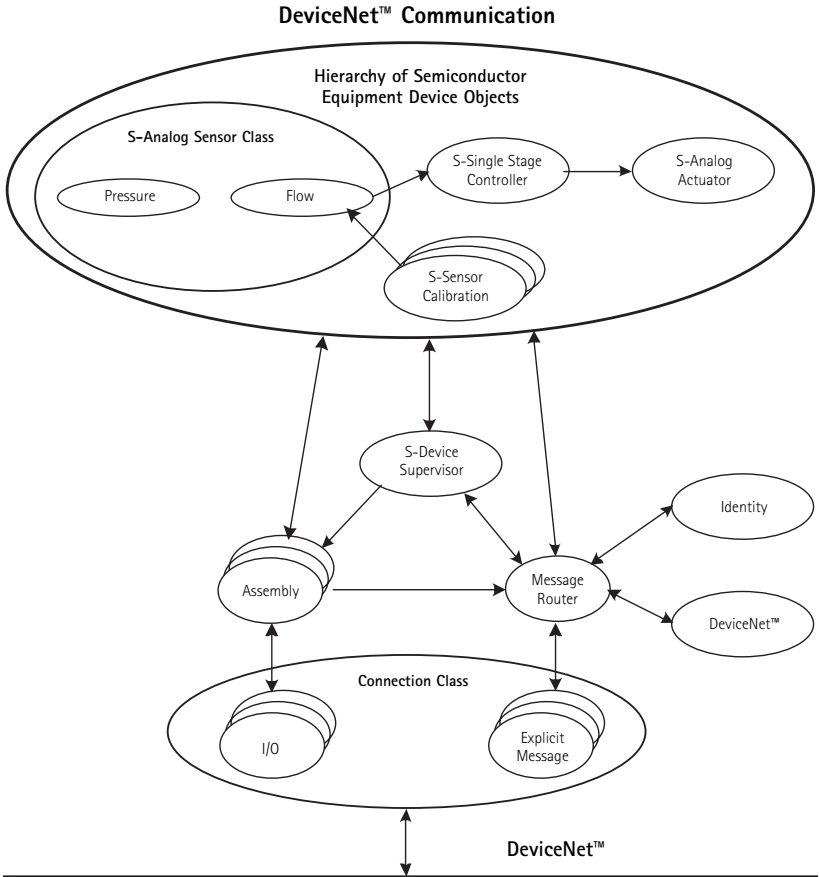 DeviceNet™ Communication
Hierarchy of Semiconductor
Equipment Device Objects
S-Analog Sensor Class
Pressure
Flow
S-Single Stage
Controller
S-Analog
Actuator
S-Sensor
Calibration
S-Device
Supervisor
Identity
Assembly
Message
Router
DeviceNet™
Connection Class
I/O
Explicit
Message
DeviceNet™